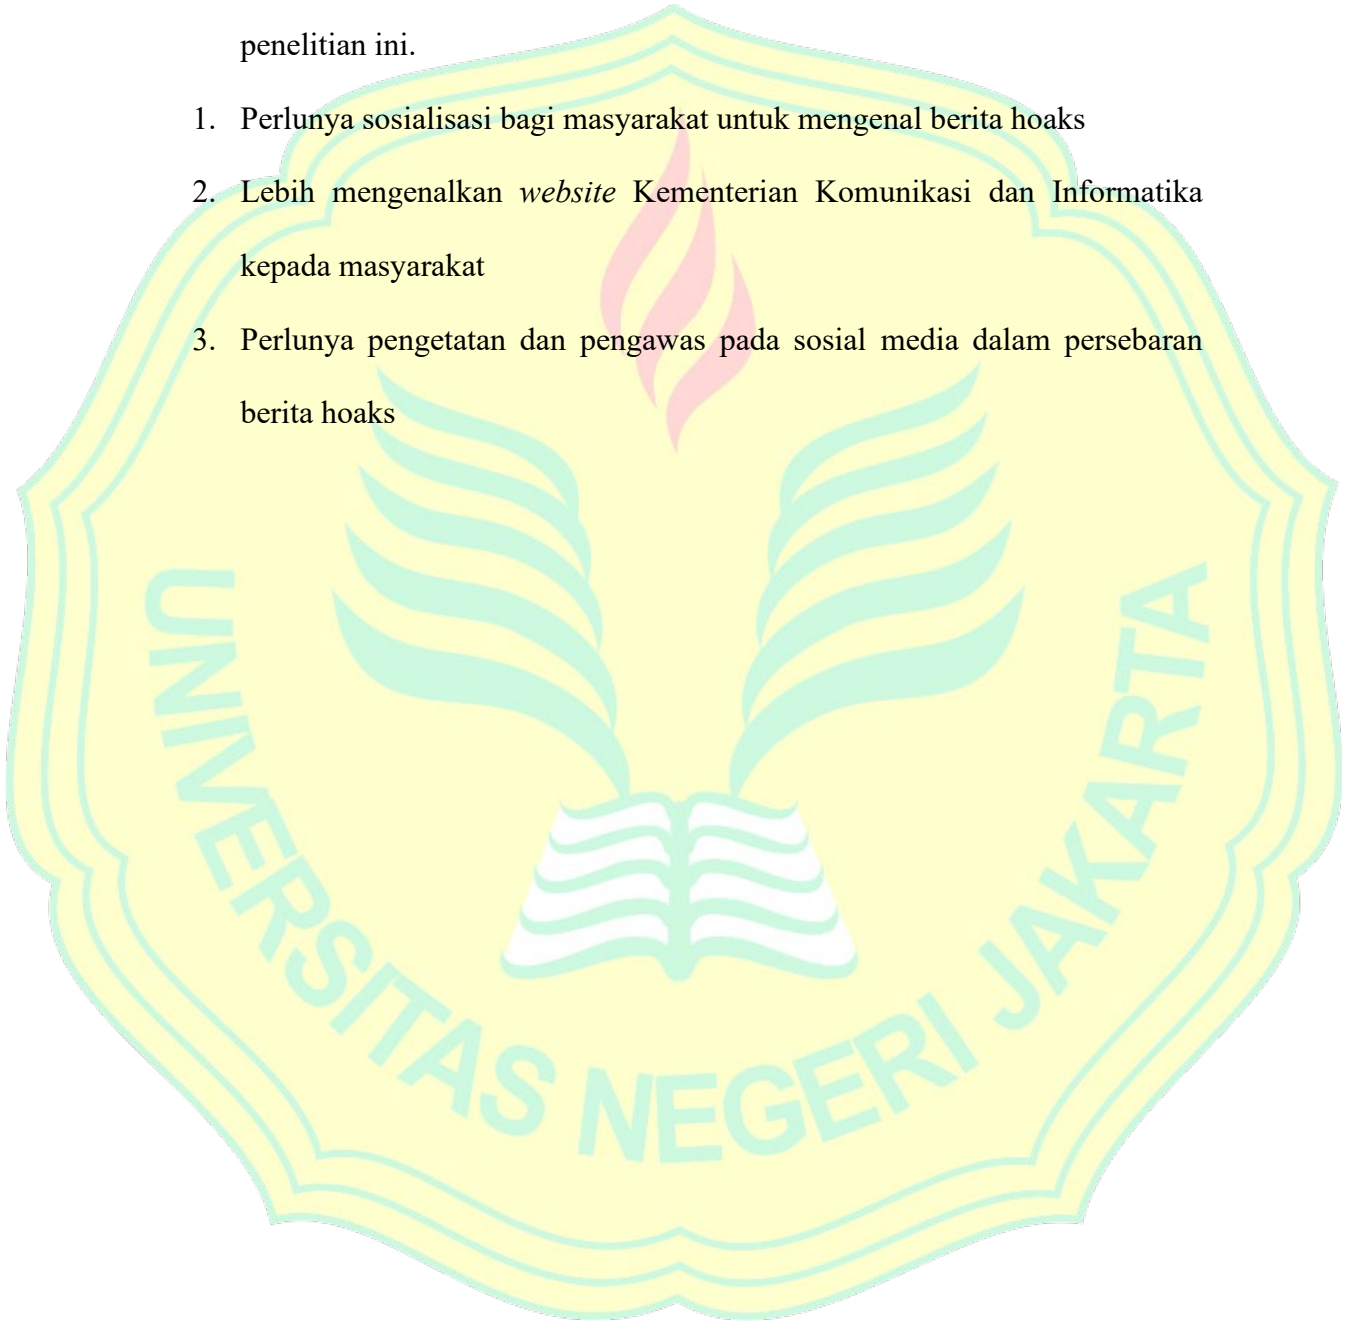 penelitian ini.
1. Perlunya sosialisasi bagi masyarakat untuk mengenal berita hoaks
2. Lebih mengenalkan website Kementerian Komunikasi dan Informatika
kepada masyarakat
3. Perlunya pengetatan dan pengawas pada sosial media dalam persebaran
berita hoaks
UNIVERSITAS NEGERI JAKARTA